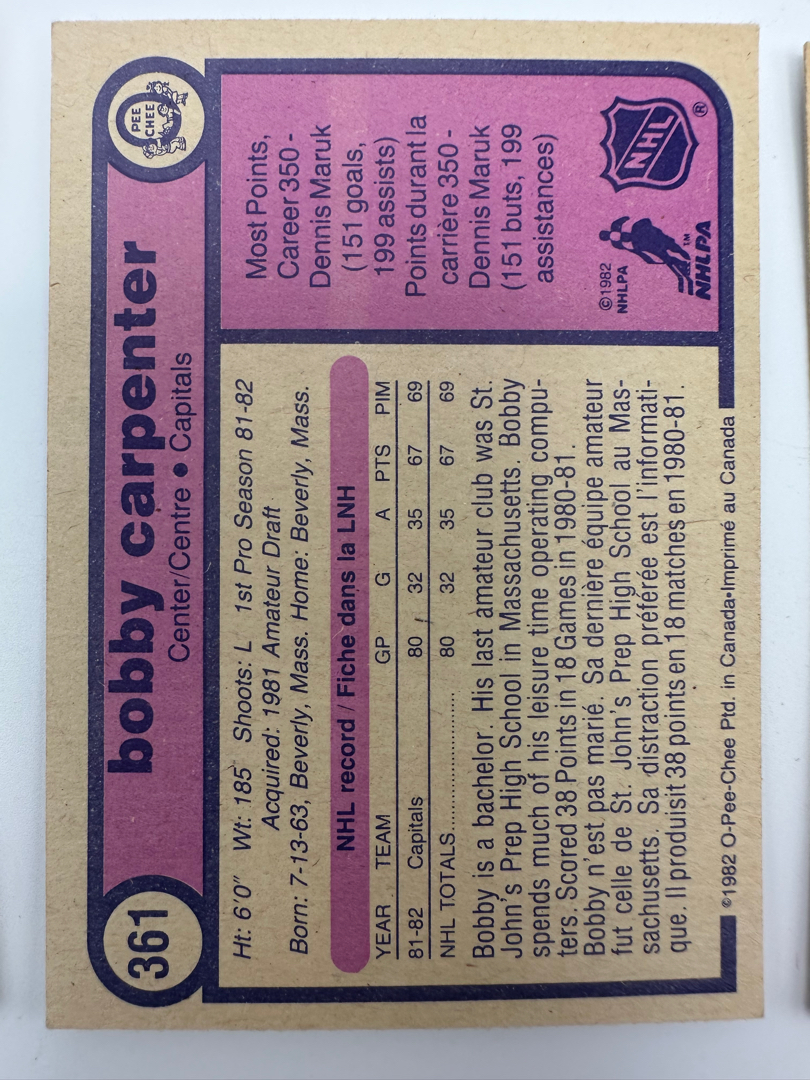 361
bobby carpenter
Center/Centre • Capitals
O
PEE
CHEE
Ht: 6'0" Wt: 185 Shoots: L 1st Pro Season 81-82
Acquired: 1981 Amateur Draft
Born: 7-13-63, Beverly, Mass. Home: Beverly, Mass.
NHL record / Fiche dans la LNH
YEAR TEAM GP G A PTS PIM
81-82 Capitals 80 32 35 67 69
NHL TOTALS.................... 80 32 35 67 69
Bobby is a bachelor. His last amateur club was St.
John's Prep High School in Massachusetts. Bobby
spends much of his leisure time operating compu-
ters. Scored 38 Points in 18 Games in 1980-81.
Bobby n'est pas marié. Sa dernière équipe amateur
fut celle de St. John's Prep High School au Mas-
sachusetts. Sa distraction préférée est l'informati-
que. Il produisit 38 points en 18 matches en 1980-81.
Most Points,
Career 350 -
Dennis Maruk
(151 goals,
199 assists)
Points durant la
carrière 350 -
Dennis Maruk
(151 buts, 199
assistances)
©1982
NHLPA
NHLPA
TM
NHL
®
©1982 O-Pee-Chee Ptd. in Canada•Imprimé au Canada